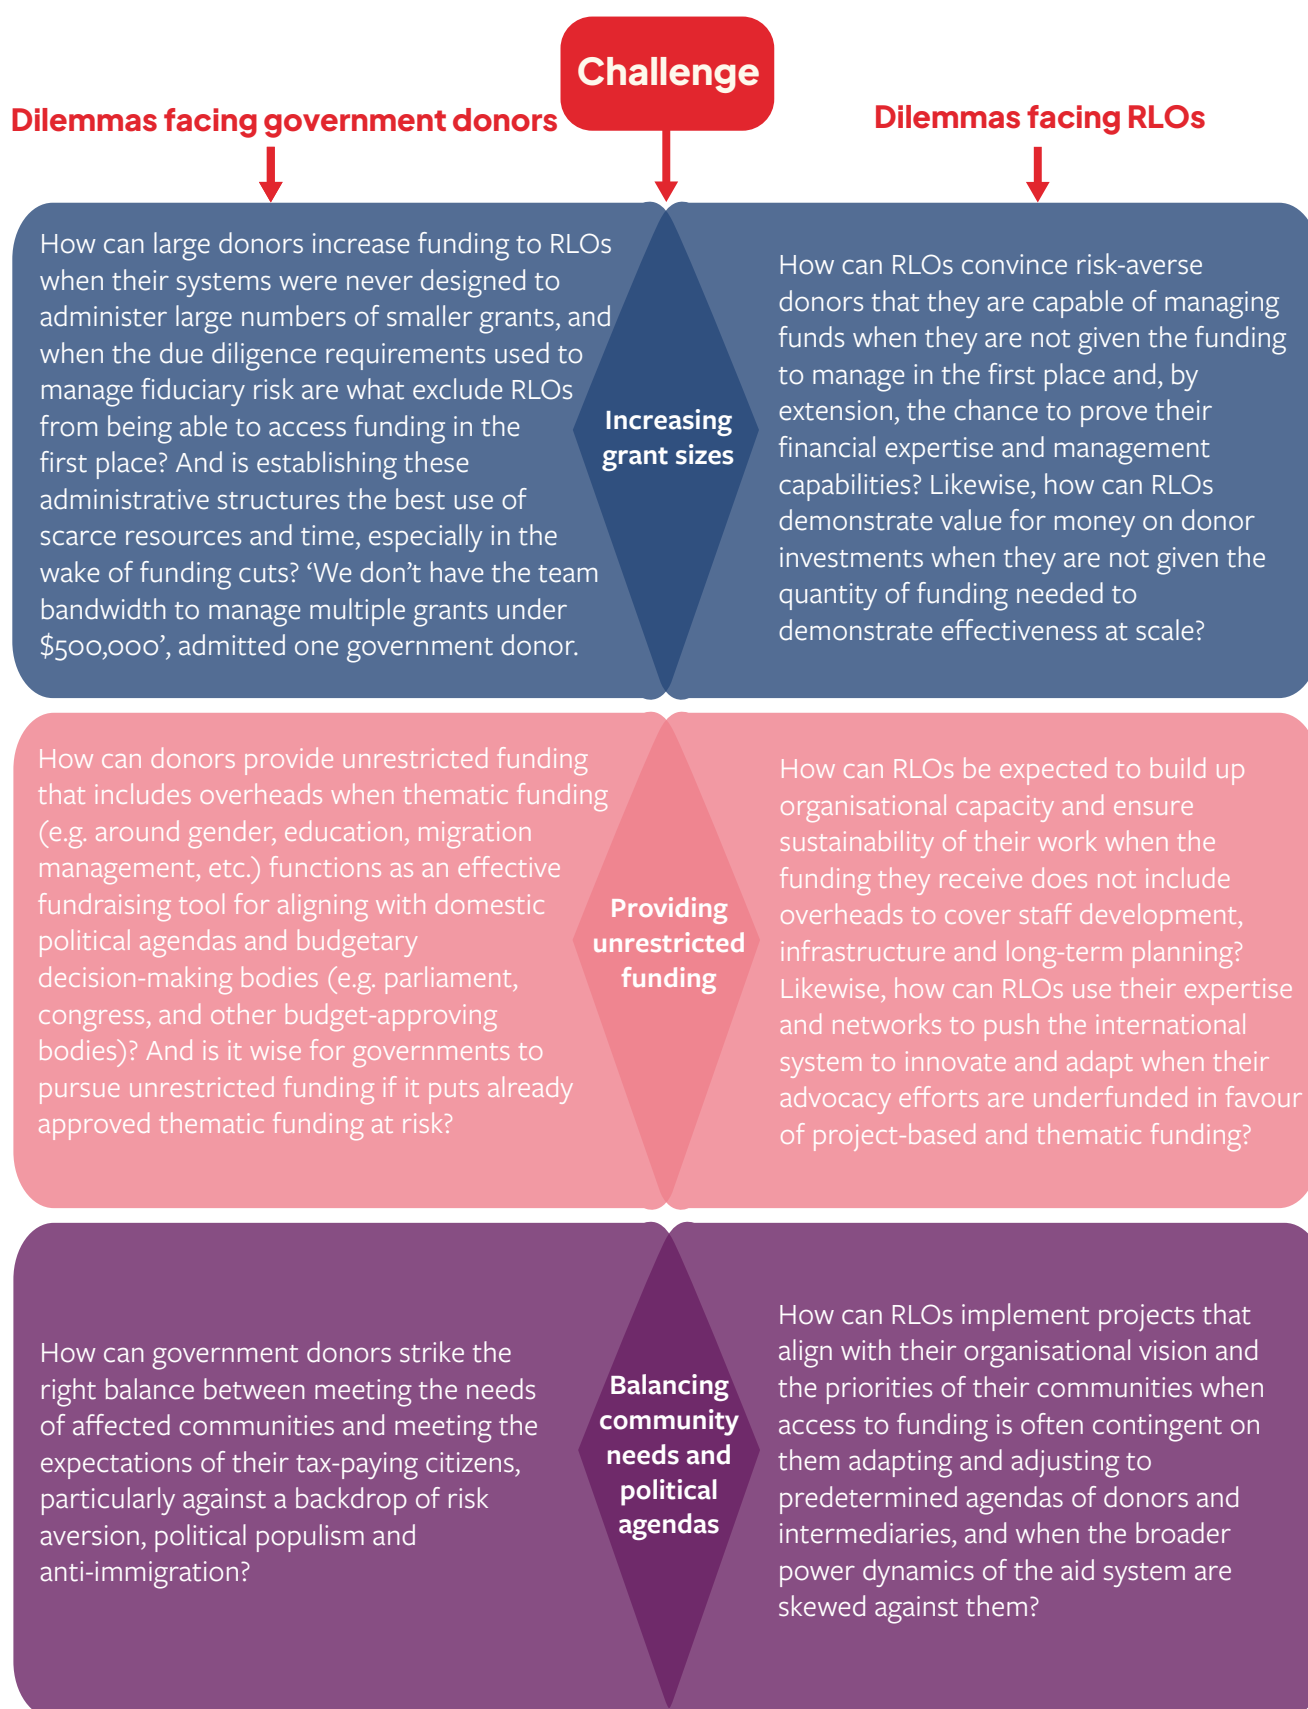 Challenge
Dilemmas facing government donors
Dilemmas facing RLOs
How can large donors increase funding to RLOs
when their systems were never designed to
administer large numbers of smaller grants, and
when the due diligence requirements used to
manage fiduciary risk are what exclude RLOs
from being able to access funding in the
first place? And is establishing these
administrative structures the best use of
scarce resources and time, especially in the
wake of funding cuts? ‘We don’t have the team
bandwidth to manage multiple grants under
$500,000’, admitted one government donor.
Increasing
grant sizes
How can RLOs convince risk-averse
donors that they are capable of managing
funds when they are not given the funding
to manage in the first place and, by
extension, the chance to prove their
financial expertise and management
capabilities? Likewise, how can RLOs
demonstrate value for money on donor
investments when they are not given the
quantity of funding needed to
demonstrate effectiveness at scale?
How can donors provide unrestricted funding
that includes overheads when thematic funding
(e.g. around gender, education, migration
management, etc.) functions as an effective
fundraising tool for aligning with domestic
political agendas and budgetary
decision-making bodies (e.g. parliament,
congress, and other budget-approving
bodies)? And is it wise for governments to
pursue unrestricted funding if it puts already
approved thematic funding at risk?
Providing
unrestricted
funding
How can RLOs be expected to build up
organisational capacity and ensure
sustainability of their work when the
funding they receive does not include
overheads to cover staff development,
infrastructure and long-term planning?
Likewise, how can RLOs use their expertise
and networks to push the international
system to innovate and adapt when their
advocacy efforts are underfunded in favour
of project-based and thematic funding?
How can government donors strike the
right balance between meeting the needs
of affected communities and meeting the
expectations of their tax-paying citizens,
particularly against a backdrop of risk
aversion, political populism and
anti-immigration?
Balancing
community
needs and
political
agendas
How can RLOs implement projects that
align with their organisational vision and
the priorities of their communities when
access to funding is often contingent on
them adapting and adjusting to
predetermined agendas of donors and
intermediaries, and when the broader
power dynamics of the aid system are
skewed against them?